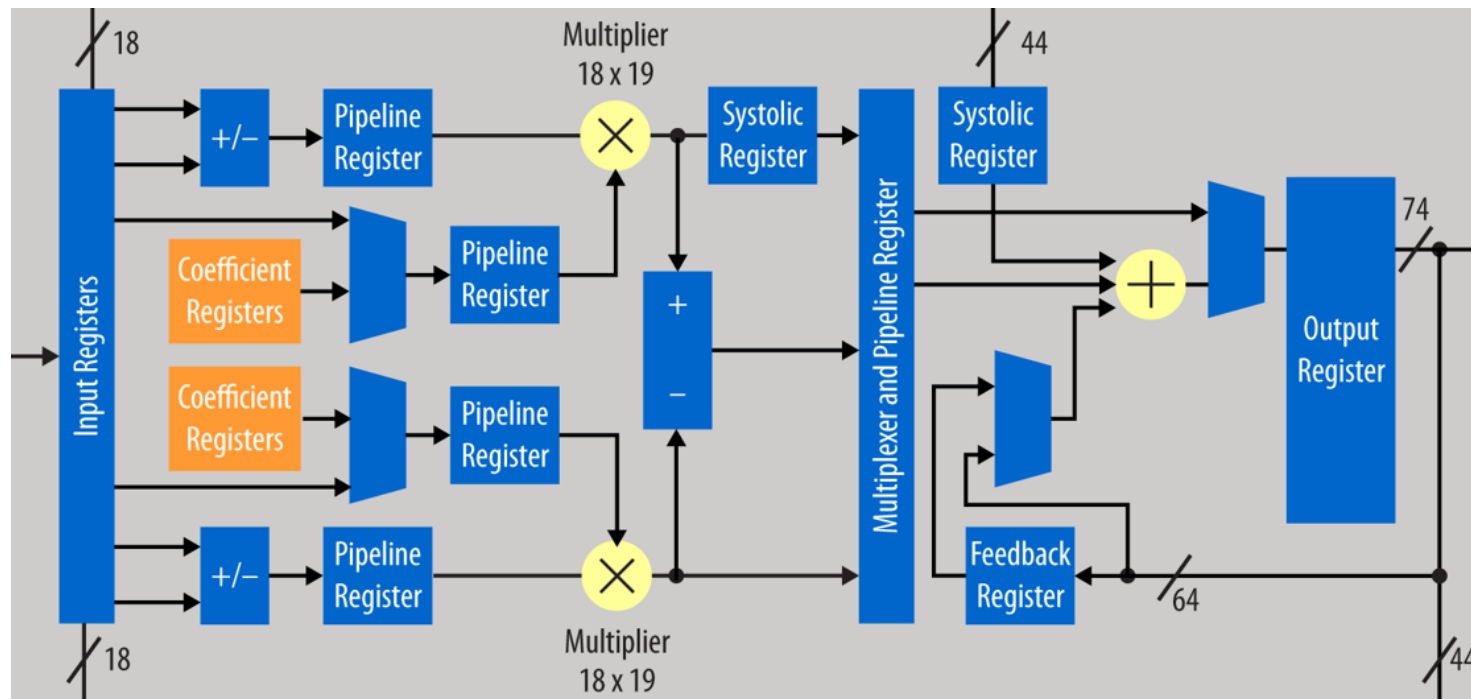 18
44
Multiplier
18 x 19
+/−
Pipeline
Register
×
Systolic
Register
Systolic
Register
74
Input Registers
Coefficient
Registers
Pipeline
Register
+
−
Multiplexer and Pipeline Register
+
Output
Register
Coefficient
Registers
Pipeline
Register
+/−
Pipeline
Register
×
Feedback
Register
64
18
Multiplier
18 x 19
44